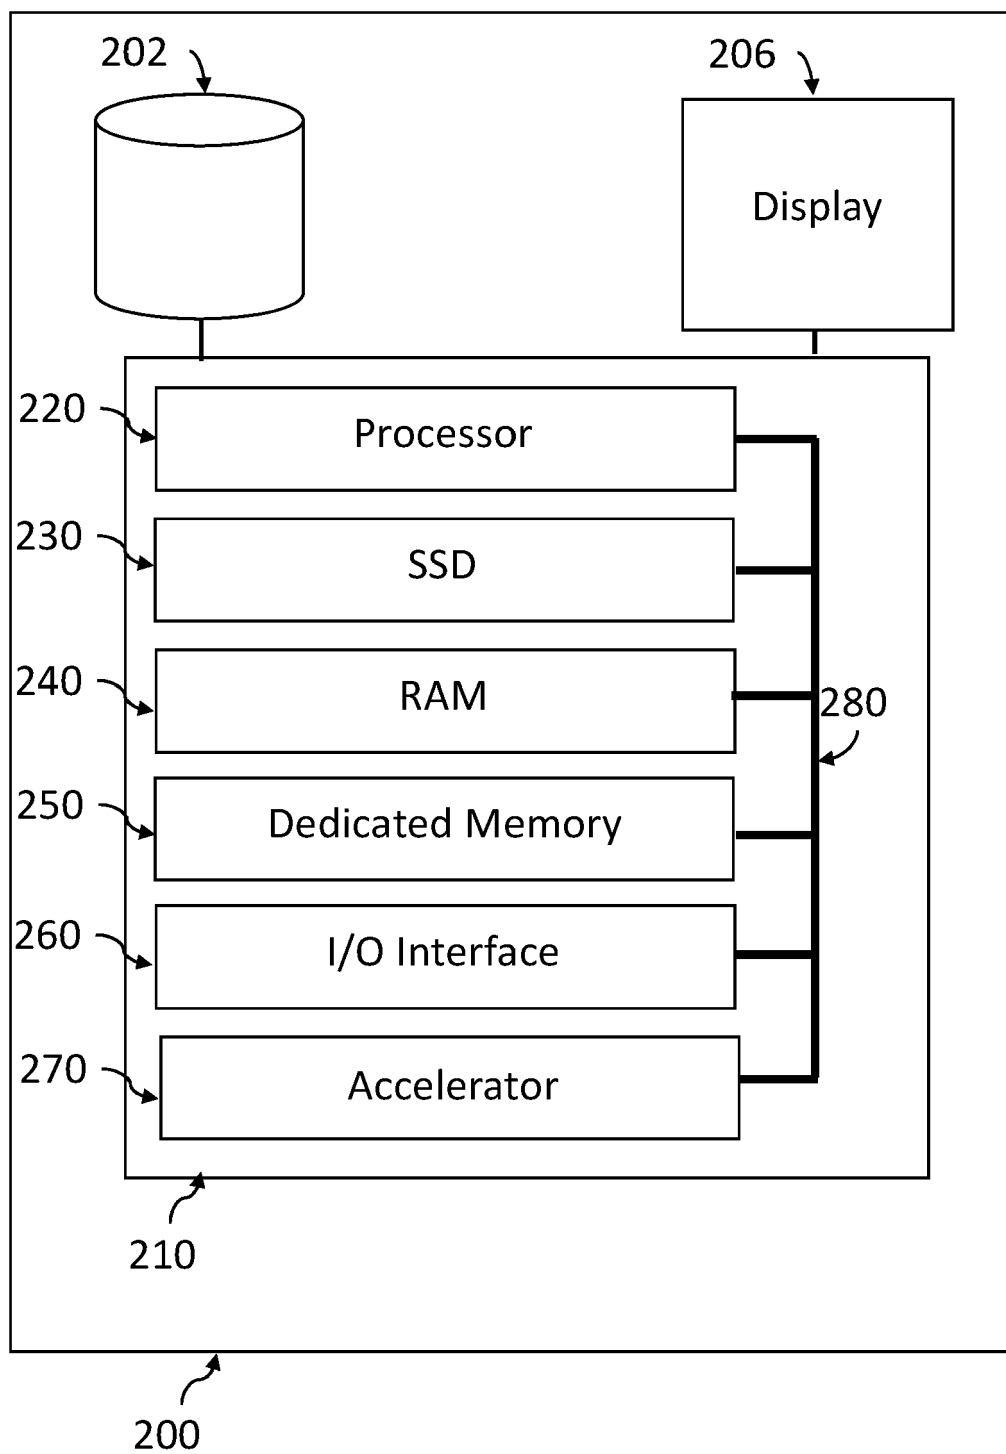 202
206
Display
220
Processor
230
SSD
240
RAM
280
250
Dedicated Memory
260
I/O Interface
270
Accelerator
210
200